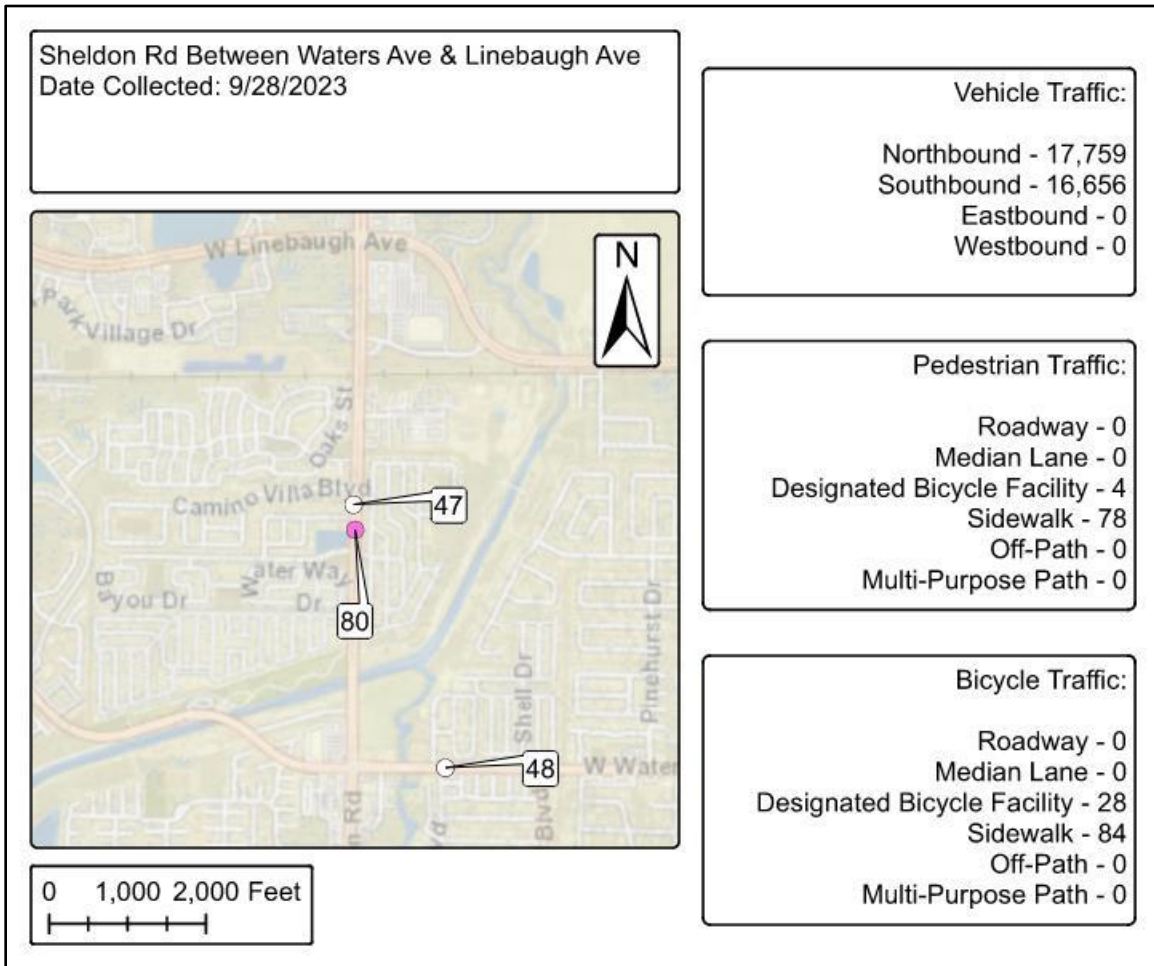 Sheldon Rd Between Waters Ave & Linebaugh Ave
Date Collected: 9/28/2023
W Linebaugh Ave
N
Park
Village Dr
Oaks St
Camino Villa Blvd
47
Water Way
Dr
Bayou Dr
80
Pinehurst Dr
Shell Dr
48
W Water
n Rd
vd
Blvd
0 1,000 2,000 Feet
Vehicle Traffic:
Northbound - 17,759
Southbound - 16,656
Eastbound - 0
Westbound - 0
Pedestrian Traffic:
Roadway - 0
Median Lane - 0
Designated Bicycle Facility - 4
Sidewalk - 78
Off-Path - 0
Multi-Purpose Path - 0
Bicycle Traffic:
Roadway - 0
Median Lane - 0
Designated Bicycle Facility - 28
Sidewalk - 84
Off-Path - 0
Multi-Purpose Path - 0